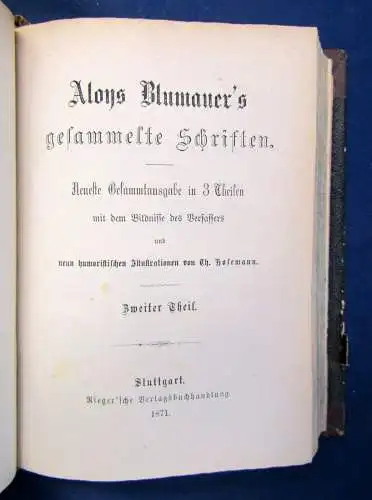 Aloys Blumauer's
gesammelte Schriften.
Neueste Gesammtausgabe in 3 Theilen
mit dem Bildnisse des Verfassers
und
neun humoristischen Illustrationen von Th. Hosemann.
Zweiter Theil.
Stuttgart.
Rieger'sche Verlagsbuchhandlung
1871.